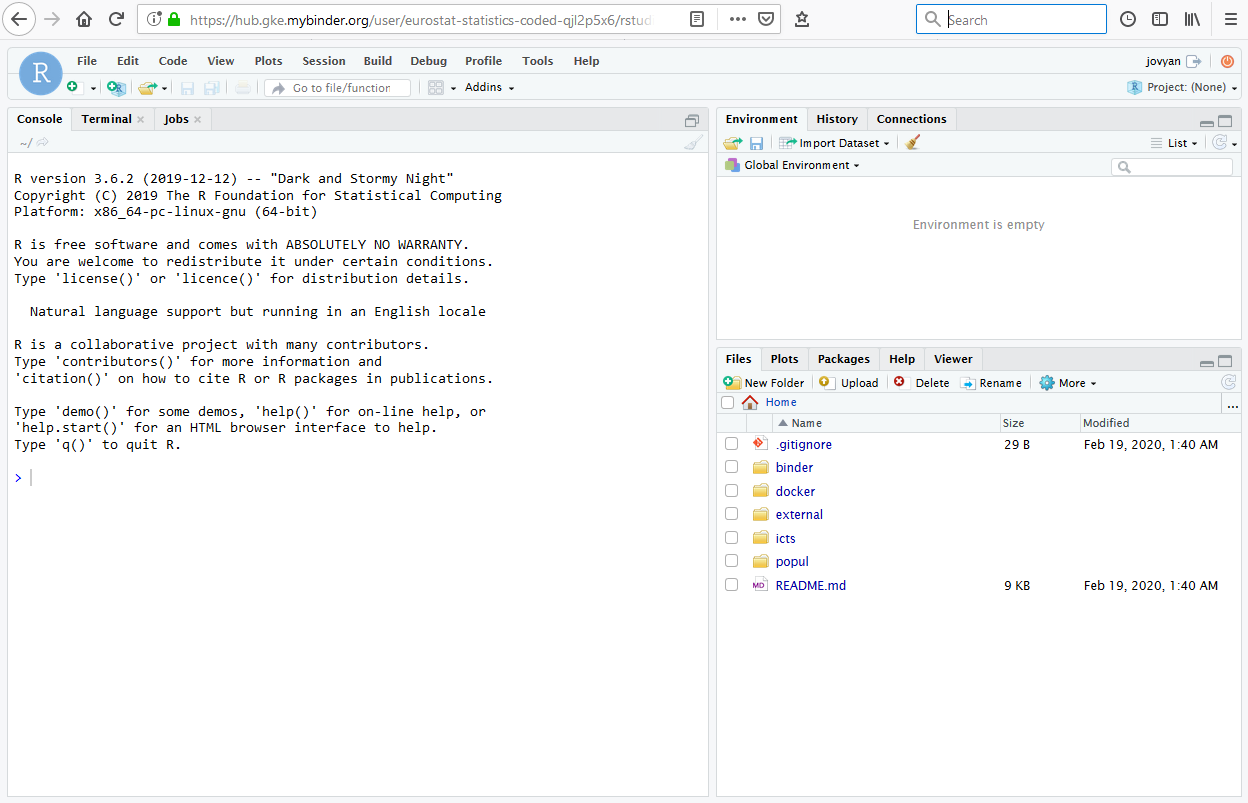 https://hub.gke.mybinder.org/user/eurostat-statistics-coded-qjl2p5x6/rstud
Search
R
File Edit Code View Plots Session Build Debug Profile Tools Help
jovyan
Go to file/function
Addins
Project: (None)
Console Terminal Jobs
~/
R version 3.6.2 (2019-12-12) -- "Dark and Stormy Night"
Copyright (C) 2019 The R Foundation for Statistical Computing
Platform: x86_64-pc-linux-gnu (64-bit)
R is free software and comes with ABSOLUTELY NO WARRANTY.
You are welcome to redistribute it under certain conditions.
Type 'license()' or 'licence()' for distribution details.
Natural language support but running in an English locale
R is a collaborative project with many contributors.
Type 'contributors()' for more information and
'citation()' on how to cite R or R packages in publications.
Type 'demo()' for some demos, 'help()' for on-line help, or
'help.start()' for an HTML browser interface to help.
Type 'q()' to quit R.
>
Environment History Connections
Import Dataset
List
Global Environment
Environment is empty
Files Plots Packages Help Viewer
New Folder Upload Delete Rename More
Home
...
Name Size Modified
.gitignore 29 B Feb 19, 2020, 1:40 AM
binder
docker
external
icts
popul
README.md 9 KB Feb 19, 2020, 1:40 AM